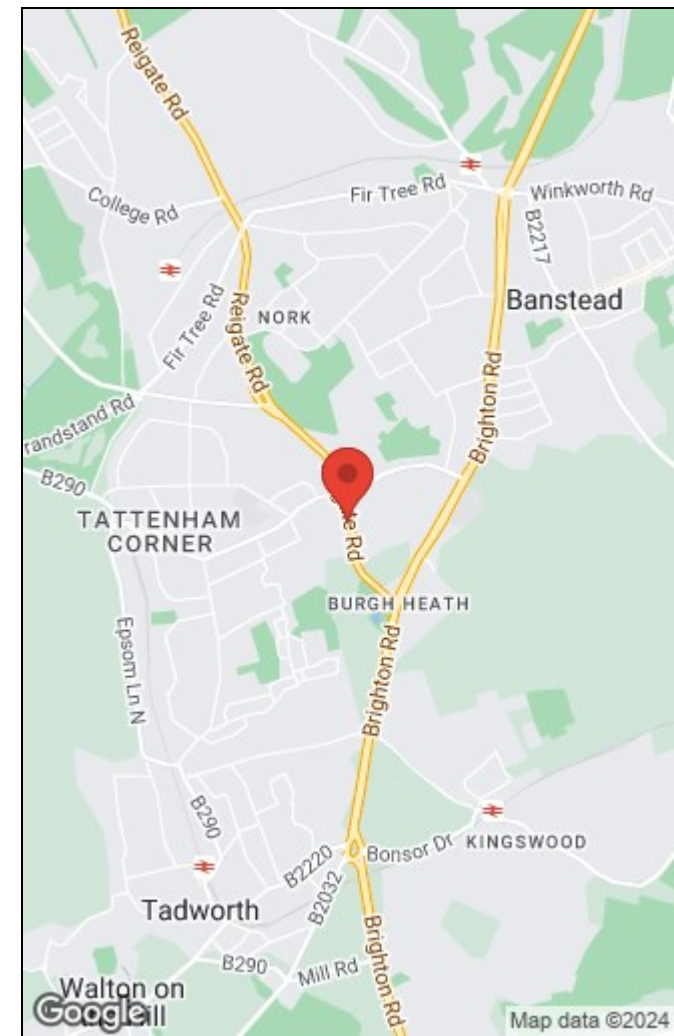 Reigate Rd
College Rd
Fir Tree Rd
Winkworth Rd
B2217
Banstead
NORK
Fir Tree Rd
Reigate Rd
Brighton Rd
randstand Rd
B290
TATTENHAM
CORNER
Rd
BURGH HEATH
Epsom Ln N
Brighton Rd
B290
B2220
Bonsor Dr
KINGSWOOD
Tadworth
B2032
B290
Mill Rd
Brighton Rd
Walton on
Google
Map data ©2024